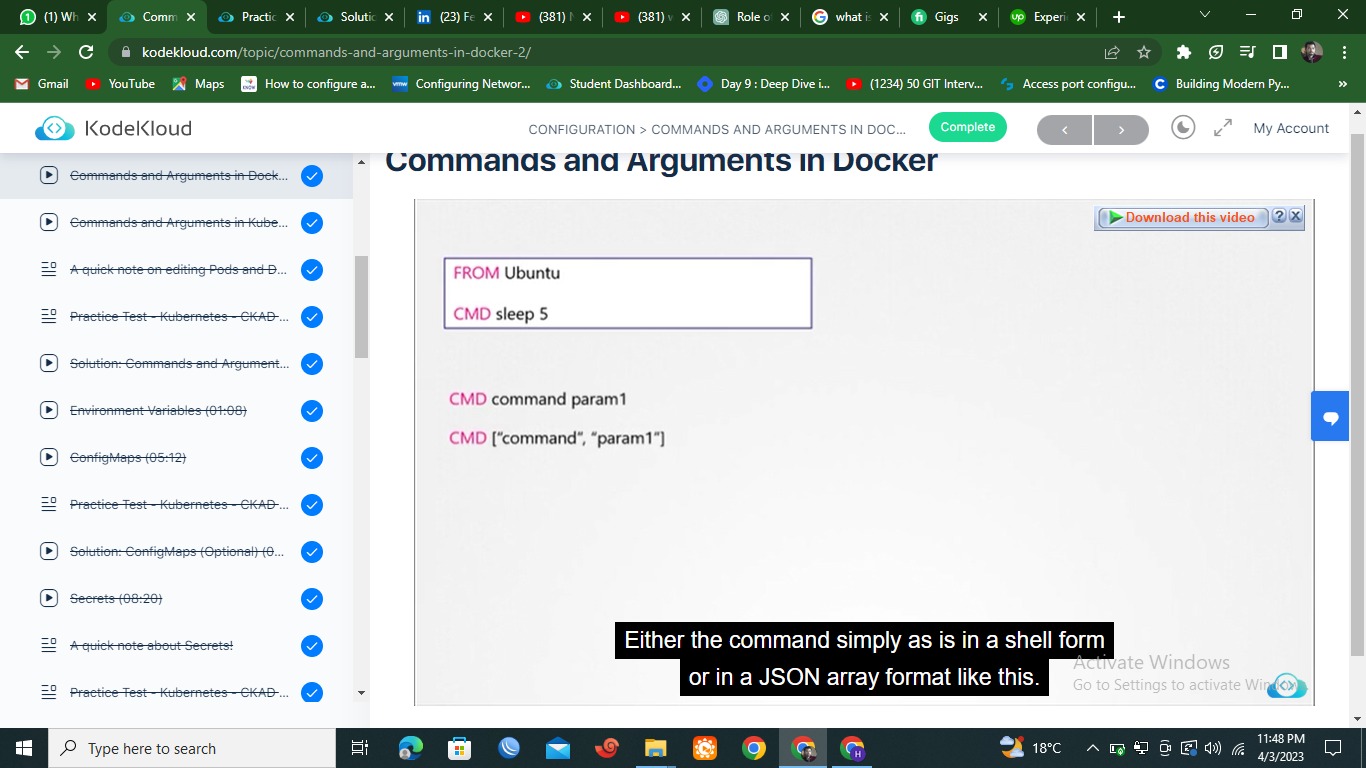 (1) Wh
Comm
Practic
Solutic
(23) Fe
(381) N
(381) v
Role o
what is
Gigs
Experi
kodekloud.com/topic/commands-and-arguments-in-docker-2/
Gmail
YouTube
Maps
How to configure a...
Configuring Networ...
Student Dashboard...
Day 9 : Deep Dive i...
(1234) 50 GIT Interv...
Access port configu...
Building Modern Py...
»
KodeKloud
CONFIGURATION > COMMANDS AND ARGUMENTS IN DOC...
Complete
My Account
Commands and Arguments in Docker
Commands and Arguments in Dock...
Commands and Arguments in Kube...
A quick note on editing Pods and D...
Practice Test - Kubernetes - CKAD -...
Solution: Commands and Argument...
Environment Variables (01:08)
ConfigMaps (05:12)
Practice Test - Kubernetes - CKAD -...
Solution: ConfigMaps (Optional) (0...
Secrets (08:20)
A quick note about Secrets!
Practice Test - Kubernetes - CKAD -...
Download this video
FROM Ubuntu
CMD sleep 5
CMD command param1
CMD ["command", "param1"]
Either the command simply as is in a shell form
or in a JSON array format like this.
Activate Windows
Go to Settings to activate Windows.
Type here to search
18°C
11:48 PM
4/3/2023